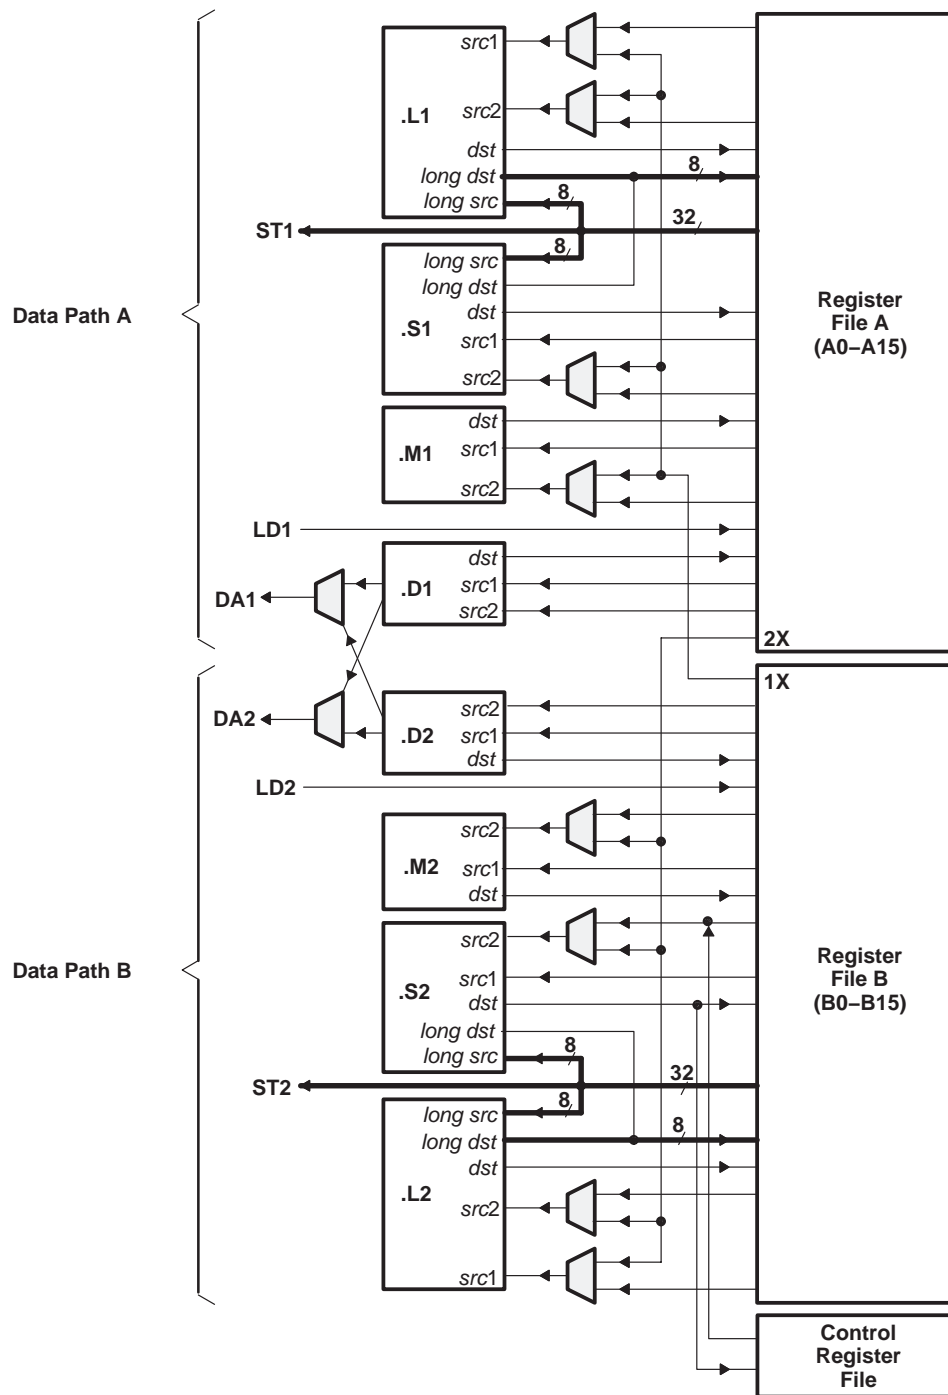 src1
.L1
src2
dst
long dst
8
long src
8
ST1
32
8
long src
long dst
Data Path A
dst
.S1
src1
src2
Register
File A
(A0–A15)
dst
.M1
src1
src2
LD1
dst
.D1
src1
src2
DA1
2X
1X
DA2
src2
.D2
src1
dst
LD2
src2
.M2
src1
dst
src2
Data Path B
src1
.S2
dst
long dst
8
long src
Register
File B
(B0–B15)
ST2
32
8
long src
8
long dst
dst
.L2
src2
src1
Control
Register
File